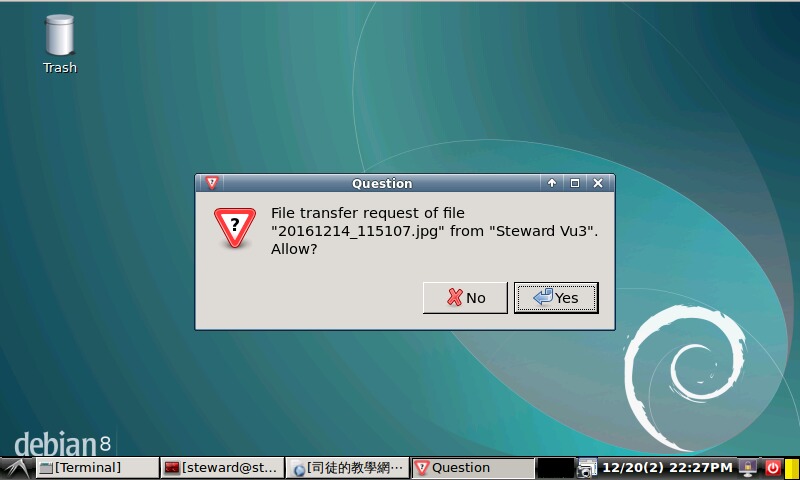 Trash
Question
File transfer request of file
"20161214_115107.jpg" from "Steward Vu3".
Allow?
No
Yes
debian 8
[Terminal]
[steward@st...
[司徒的教學網···
Question
12/20(2) 22:27PM